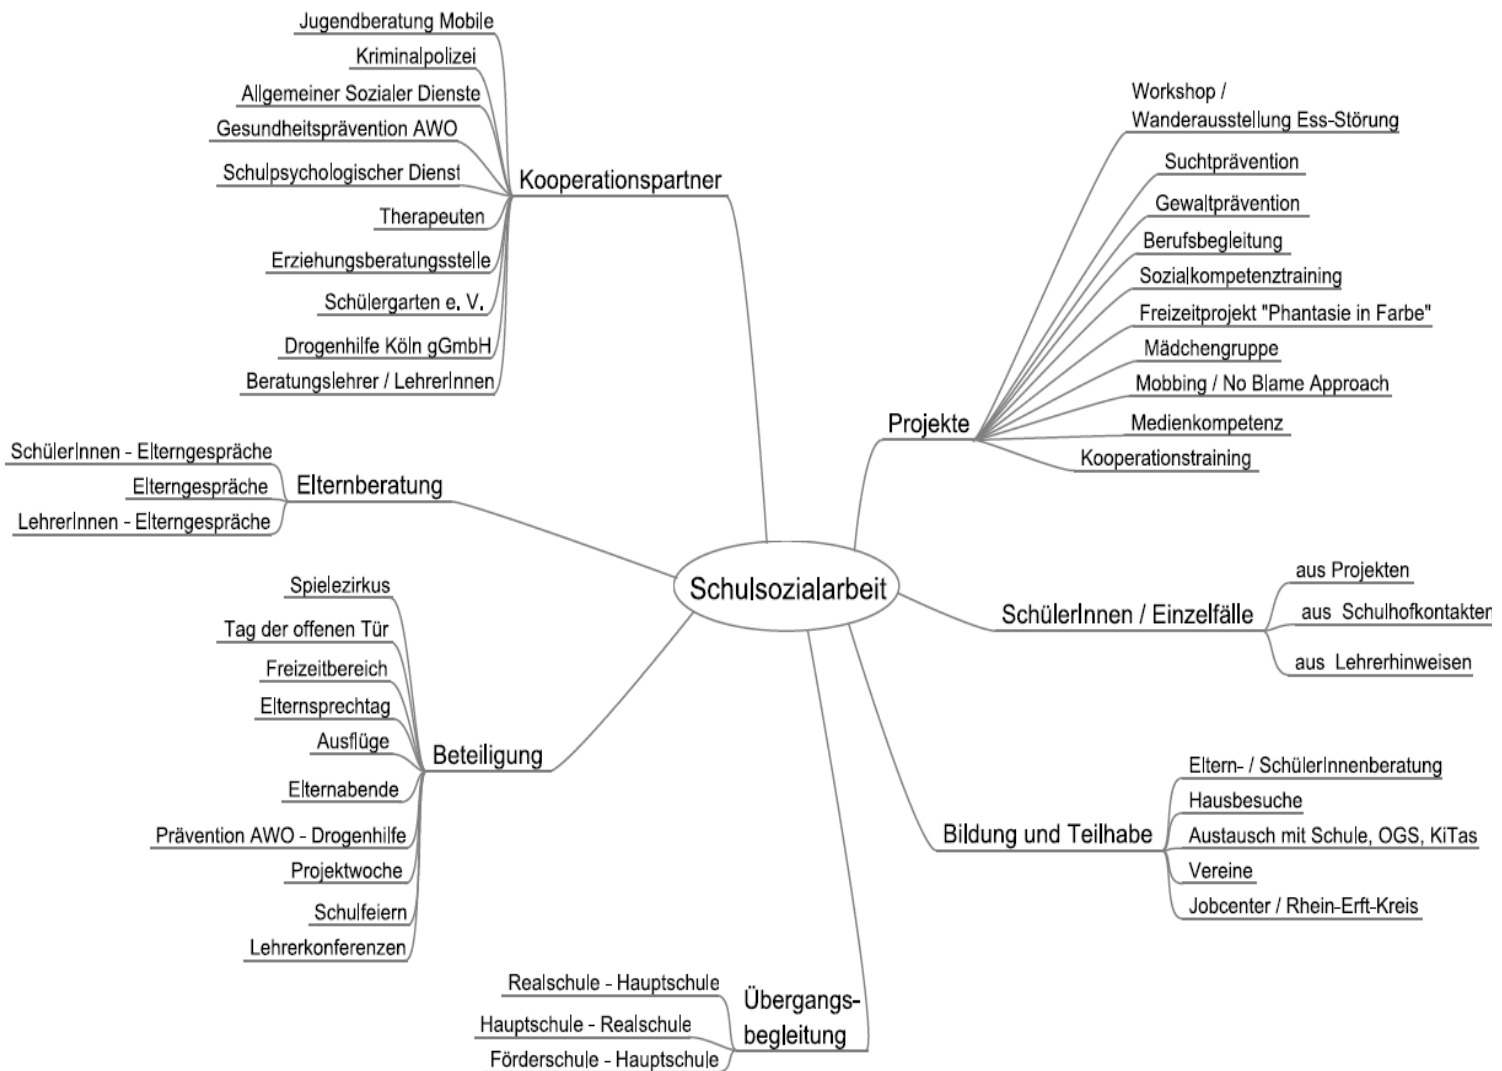 Jugendberatung Mobile
Kriminalpolizei
Allgemeiner Sozialer Dienste
Gesundheitsprävention AWO
Schulpsychologischer Dienst
Therapeuten
Erziehungsberatungsstelle
Schülergarten e. V.
Drogenhilfe Köln gGmbH
Beratungslehrer / LehrerInnen
Kooperationspartner
Workshop /
Wanderausstellung Ess-Störung
Suchtprävention
Gewaltprävention
Berufsbegleitung
Sozialkompetenztraining
Freizeitprojekt "Phantasie in Farbe"
Mädchengruppe
Mobbing / No Blame Approach
Medienkompetenz
Kooperationstraining
Projekte
SchülerInnen - Elterngespräche
Elterngespräche
LehrerInnen - Elterngespräche
Elternberatung
Schulsozialarbeit
SchülerInnen / Einzelfälle
aus Projekten
aus Schulhofkontakten
aus Lehrerhinweisen
Spielezirkus
Tag der offenen Tür
Freizeitbereich
Elternsprechtag
Ausflüge
Elternabende
Prävention AWO - Drogenhilfe
Projektwoche
Schulfeiern
Lehrerkonferenzen
Beteiligung
Bildung und Teilhabe
Eltern- / SchülerInnenberatung
Hausbesuche
Austausch mit Schule, OGS, KiTas
Vereine
Jobcenter / Rhein-Erft-Kreis
Realschule - Hauptschule
Hauptschule - Realschule
Förderschule - Hauptschule
Übergangs-
begleitung